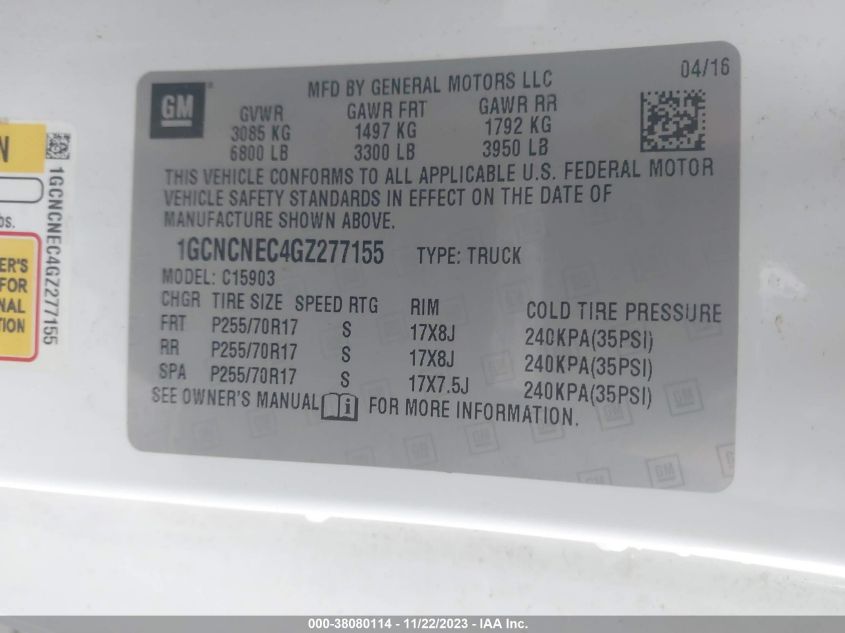 GM
MFD BY GENERAL MOTORS LLC
04/16
GVWR GAWR FRT GAWR RR
3085 KG 1497 KG 1792 KG
6800 LB 3300 LB 3950 LB
THIS VEHICLE CONFORMS TO ALL APPLICABLE U.S. FEDERAL MOTOR
VEHICLE SAFETY STANDARDS IN EFFECT ON THE DATE OF
MANUFACTURE SHOWN ABOVE.
1GCNCNEC4GZ277155 TYPE: TRUCK
MODEL: C15903
CHGR TIRE SIZE SPEED RTG RIM COLD TIRE PRESSURE
FRT P255/70R17 S 17X8J 240KPA(35PSI)
RR P255/70R17 S 17X8J 240KPA(35PSI)
SPA P255/70R17 S 17X7.5J 240KPA(35PSI)
SEE OWNER'S MANUAL i FOR MORE INFORMATION.
GM GM GM GM
N
bs.
ER'S
FOR
NAL
TION
1GCNCNEC4GZ277155
000-38080114 - 11/22/2023 - IAA Inc.